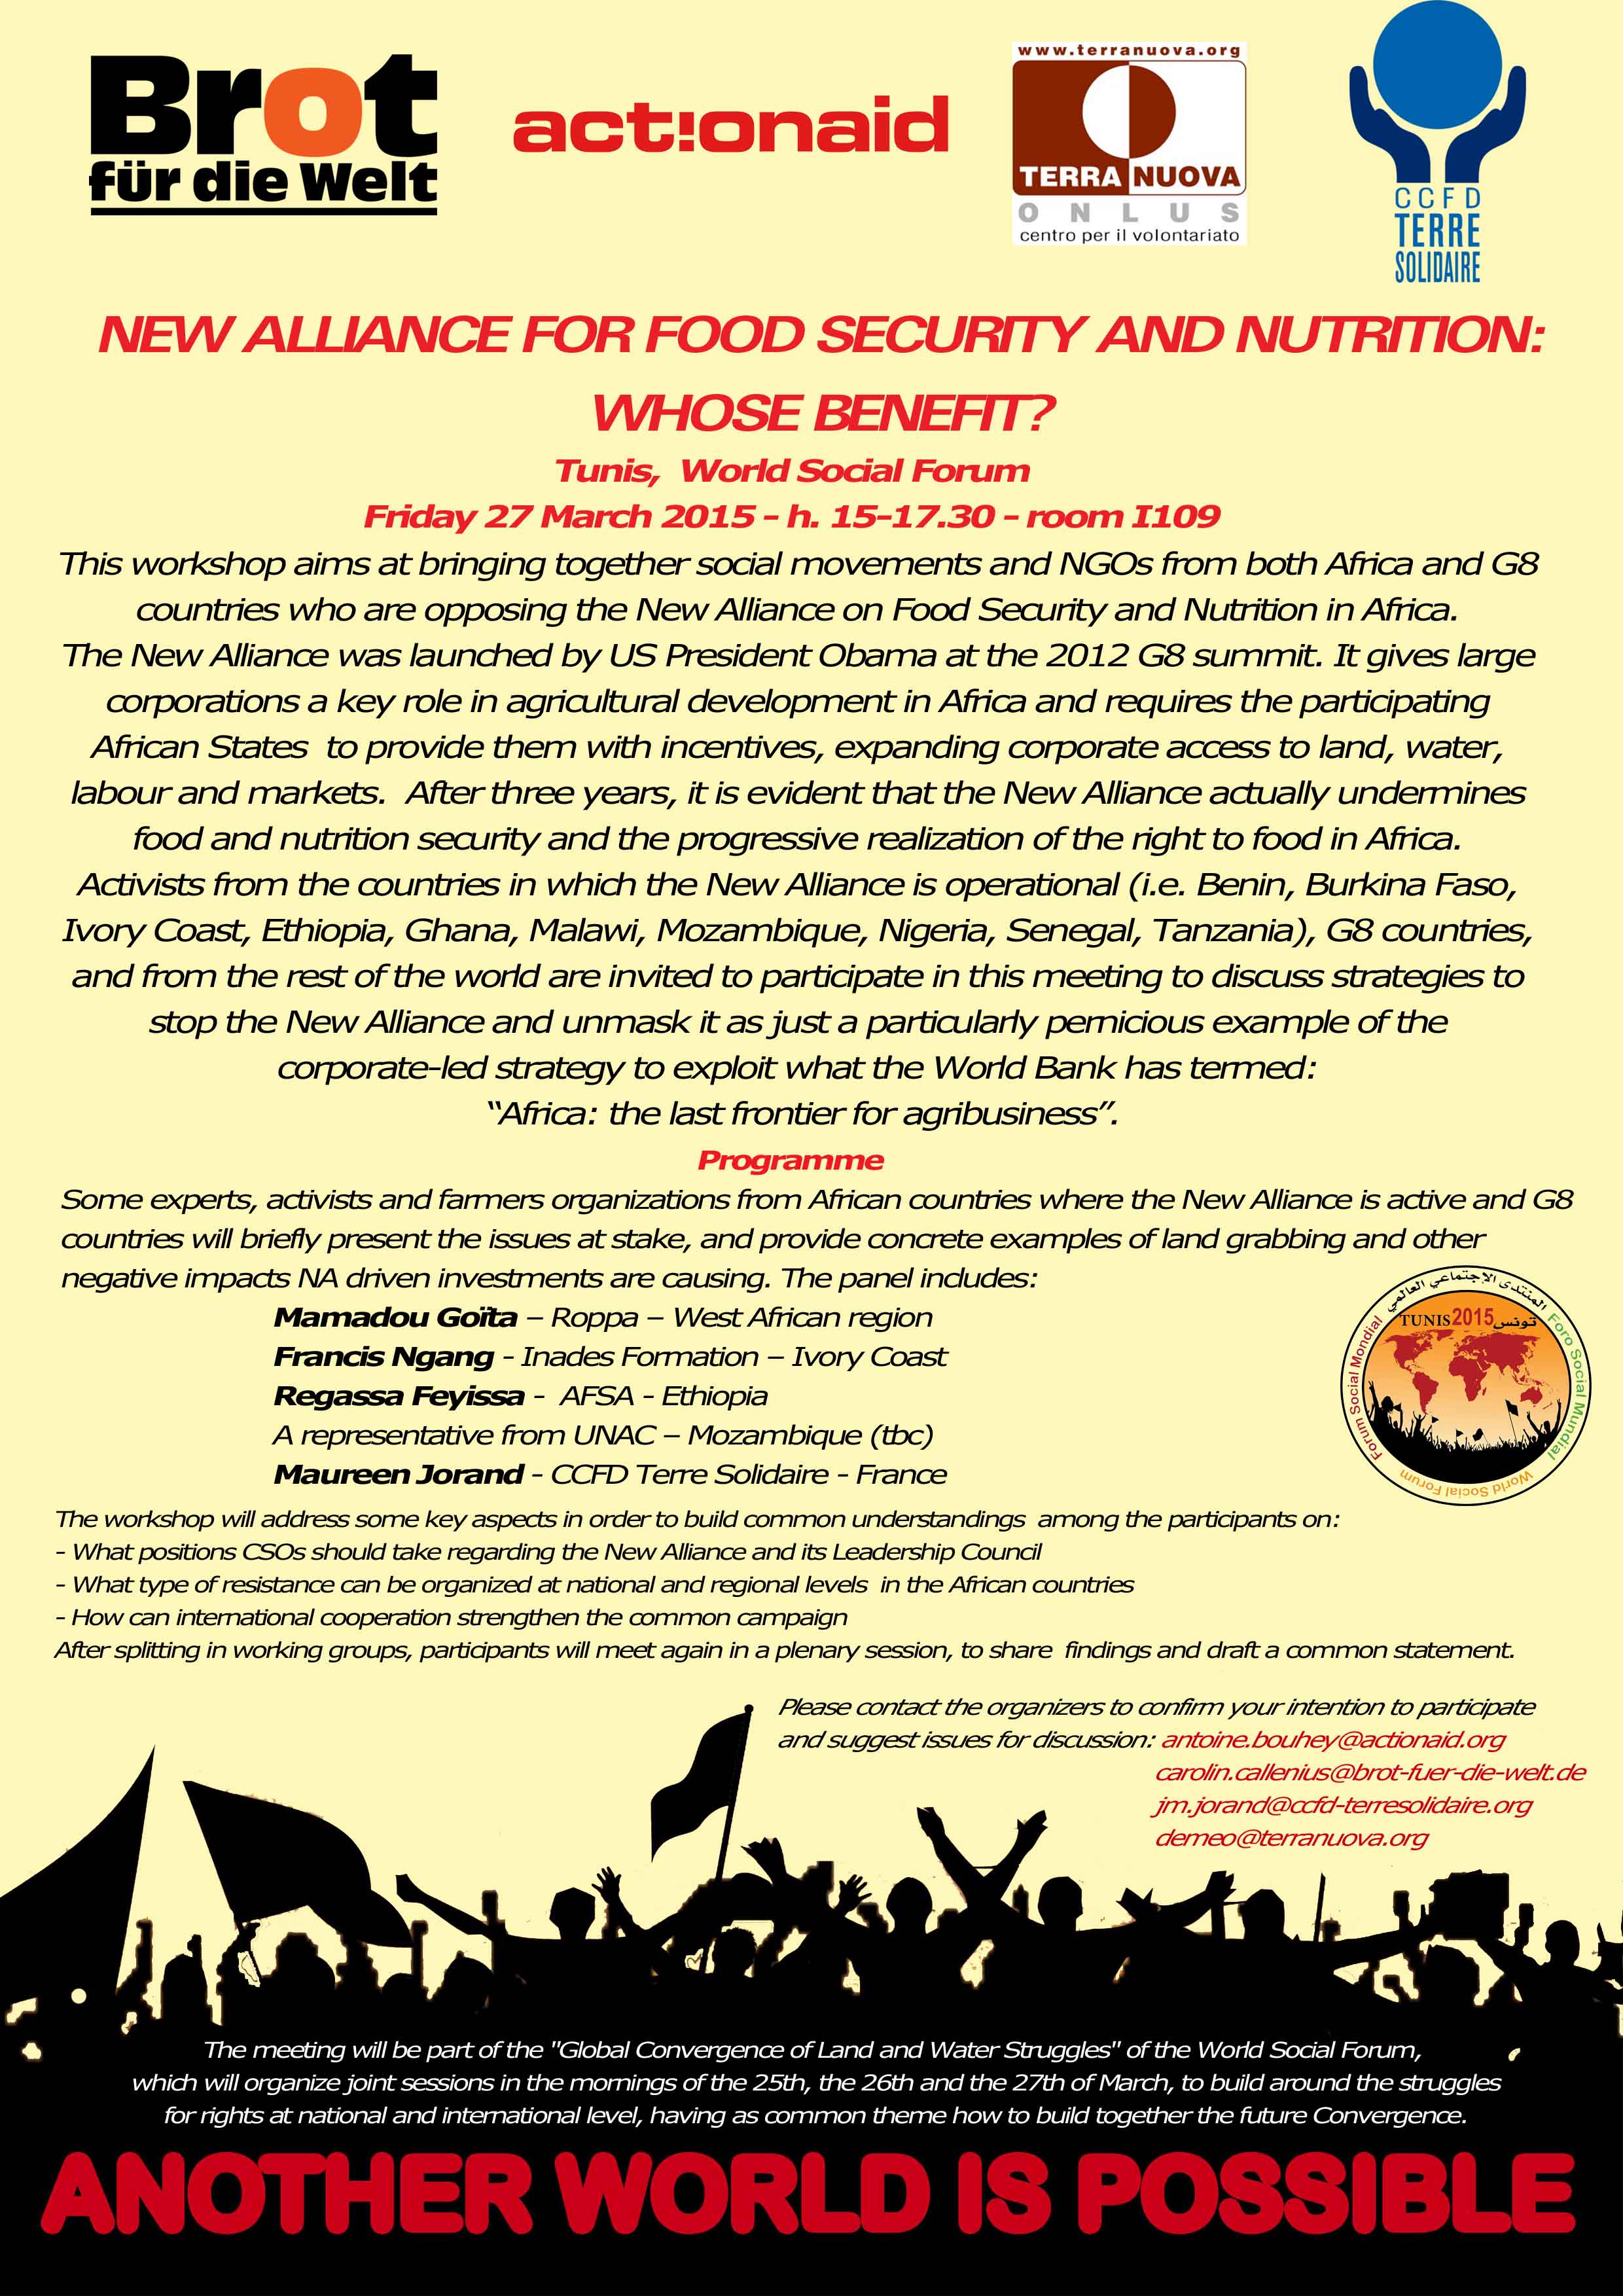 Brot
für die Welt
act!onaid
www.terranuova.org
TERRA NUOVA
O N L U S
centro per il volontariato
CCFD
TERRE
SOLIDAIRE
NEW ALLIANCE FOR FOOD SECURITY AND NUTRITION:
WHOSE BENEFIT?
Tunis, World Social Forum
Friday 27 March 2015 - h. 15-17.30 - room I109
This workshop aims at bringing together social movements and NGOs from both Africa and G8
countries who are opposing the New Alliance on Food Security and Nutrition in Africa.
The New Alliance was launched by US President Obama at the 2012 G8 summit. It gives large
corporations a key role in agricultural development in Africa and requires the participating
African States to provide them with incentives, expanding corporate access to land, water,
labour and markets. After three years, it is evident that the New Alliance actually undermines
food and nutrition security and the progressive realization of the right to food in Africa.
Activists from the countries in which the New Alliance is operational (i.e. Benin, Burkina Faso,
Ivory Coast, Ethiopia, Ghana, Malawi, Mozambique, Nigeria, Senegal, Tanzania), G8 countries,
and from the rest of the world are invited to participate in this meeting to discuss strategies to
stop the New Alliance and unmask it as just a particularly pernicious example of the
corporate-led strategy to exploit what the World Bank has termed:
“Africa: the last frontier for agribusiness”.
Programme
Some experts, activists and farmers organizations from African countries where the New Alliance is active and G8
countries will briefly present the issues at stake, and provide concrete examples of land grabbing and other
negative impacts NA driven investments are causing. The panel includes:
Mamadou Goïta – Roppa – West African region
Francis Ngang - Inades Formation – Ivory Coast
Regassa Feyissa - AFSA - Ethiopia
A representative from UNAC – Mozambique (tbc)
Maureen Jorand - CCFD Terre Solidaire - France
المنتدى الاجتماعي العالمي
Foro Social Mundial
World Social Forum
Forum Social Mondial
TUNIS 2015 تونس
The workshop will address some key aspects in order to build common understandings among the participants on:
- What positions CSOs should take regarding the New Alliance and its Leadership Council
- What type of resistance can be organized at national and regional levels in the African countries
- How can international cooperation strengthen the common campaign
After splitting in working groups, participants will meet again in a plenary session, to share findings and draft a common statement.
Please contact the organizers to confirm your intention to participate
and suggest issues for discussion: antoine.bouhey@actionaid.org
carolin.callenius@brot-fuer-die-welt.de
jm.jorand@ccfd-terresolidaire.org
demeo@terranuova.org
The meeting will be part of the "Global Convergence of Land and Water Struggles" of the World Social Forum,
which will organize joint sessions in the mornings of the 25th, the 26th and the 27th of March, to build around the struggles
for rights at national and international level, having as common theme how to build together the future Convergence.
ANOTHER WORLD IS POSSIBLE